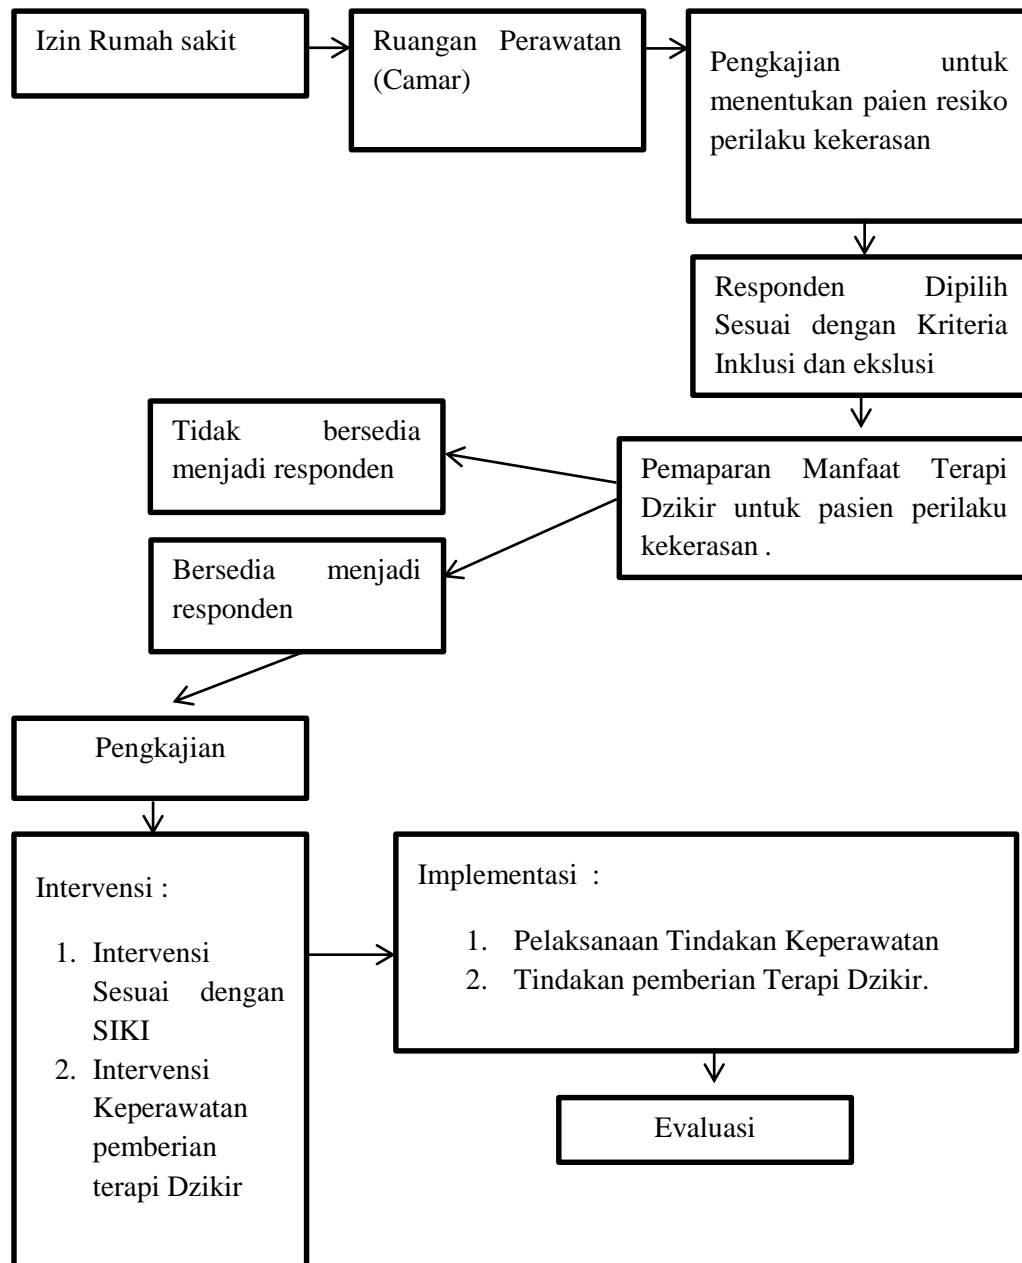 Izin Rumah sakit
Ruangan Perawatan
(Camar)
Pengkajian untuk
menentukan paien resiko
perilaku kekerasan
Responden Dipilih
Sesuai dengan Kriteria
Inklusi dan ekslusi
Pemaparan Manfaat Terapi
Dzikir untuk pasien perilaku
kekerasan .
Tidak bersedia
menjadi responden
Bersedia menjadi
responden
Pengkajian
Intervensi :
1. Intervensi
Sesuai dengan
SIKI
2. Intervensi
Keperawatan
pemberian
terapi Dzikir
Implementasi :
1. Pelaksanaan Tindakan Keperawatan
2. Tindakan pemberian Terapi Dzikir.
Evaluasi